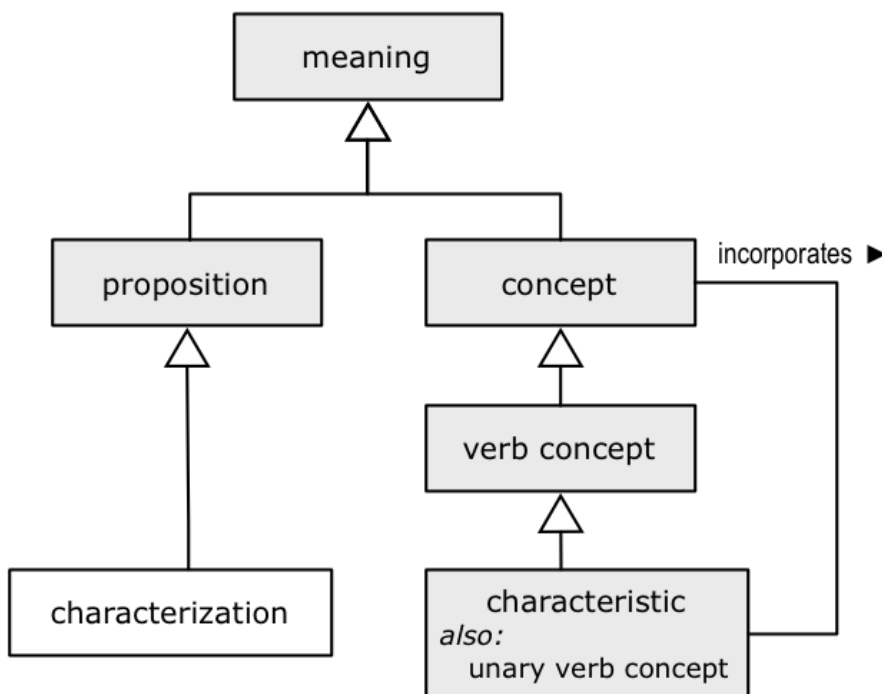 meaning
proposition
concept
incorporates ►
verb concept
characterization
characteristic
also:
unary verb concept